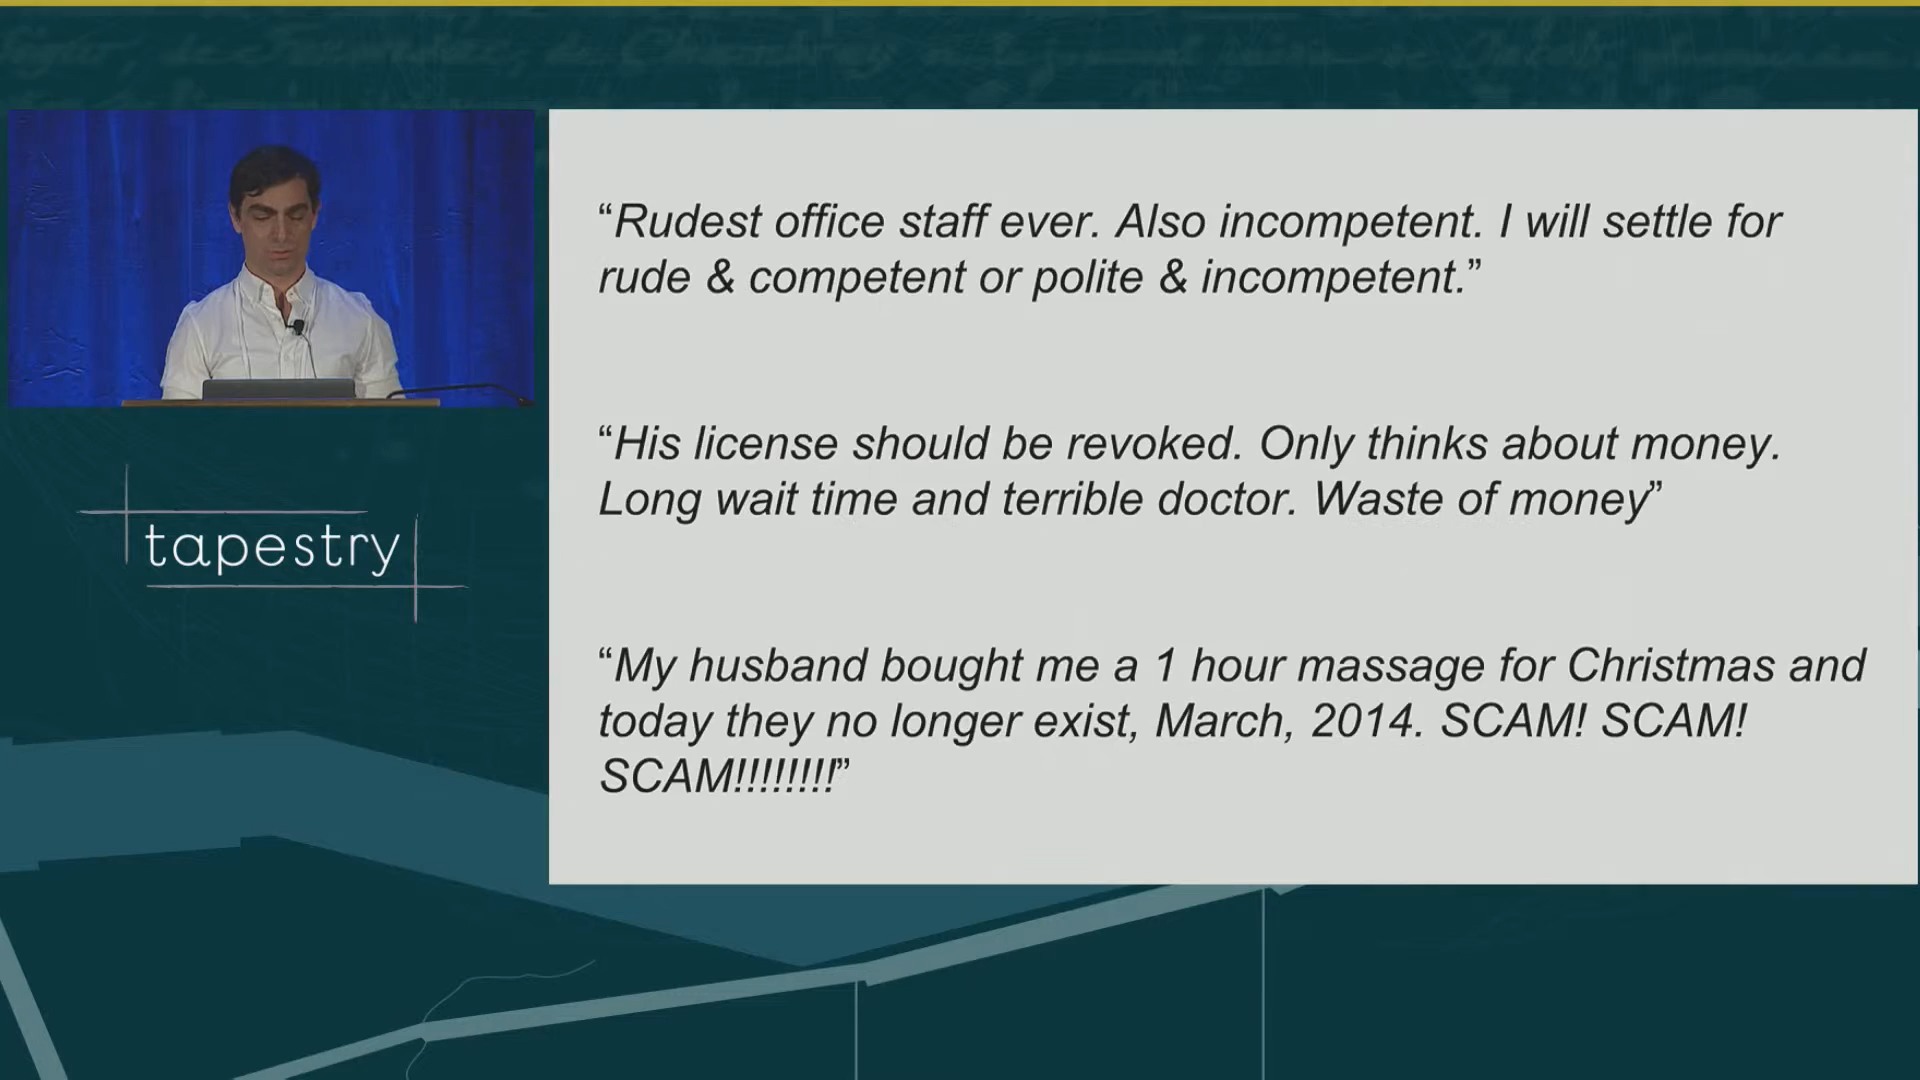 “Rudest office staff ever. Also incompetent. I will settle for
rude & competent or polite & incompetent.”
“His license should be revoked. Only thinks about money.
Long wait time and terrible doctor. Waste of money”
“My husband bought me a 1 hour massage for Christmas and
today they no longer exist, March, 2014. SCAM! SCAM!
SCAM!!!!!!!!”
tapestry